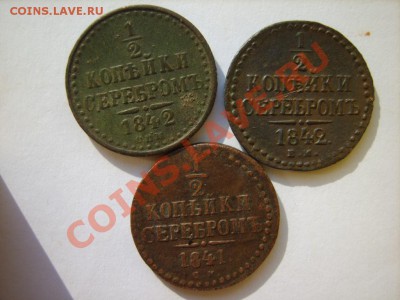 COINS.LAVE.RU
1/2
КОПѢЙКИ
СЕРЕБРОМЪ
1842
1/2
КОПѢЙКИ
СЕРЕБРОМЪ
1842.
1/2
КОПѢЙКИ
СЕРЕБРОМЪ
1841
COINS.LAVE.RU